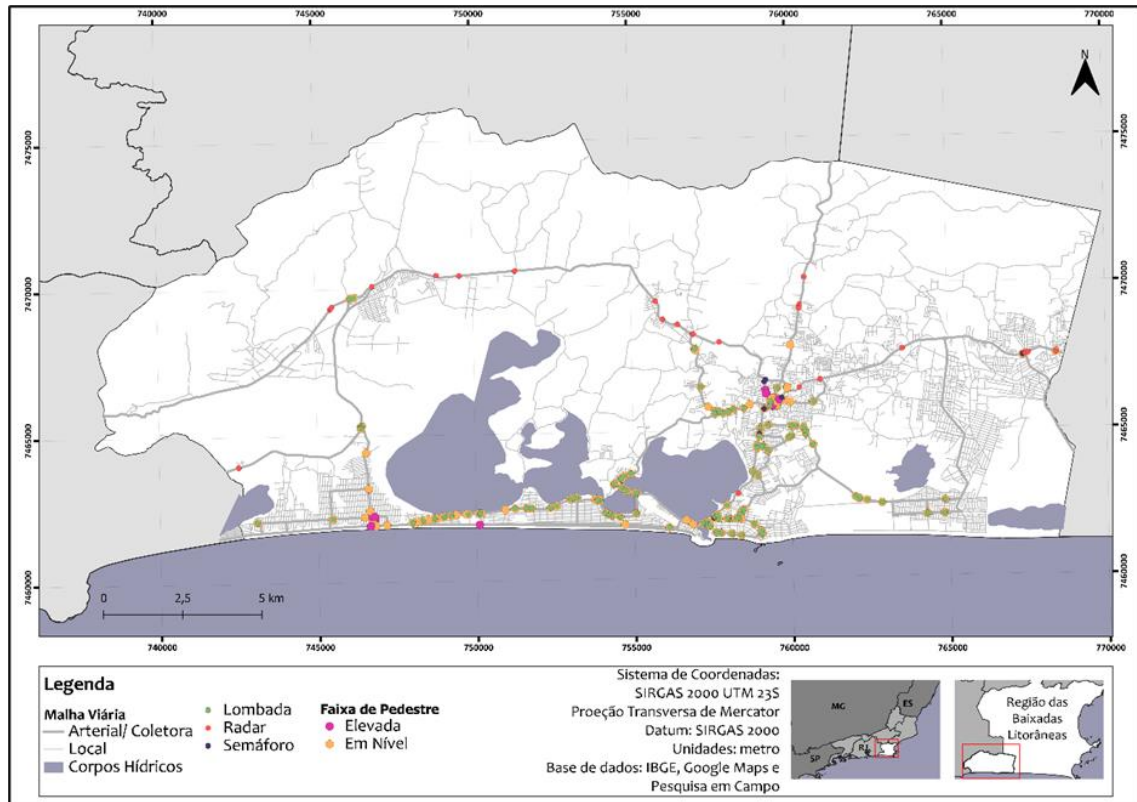 740000 745000 750000 755000 760000 765000 770000
N
7475000 7475000
7470000 7470000
7465000 7465000
7460000 7460000
0 2,5 5 km
740000 745000 750000 755000 760000 765000 770000
Legenda
Malha Viária
Arterial/ Coletora
Local
Corpos Hídricos
Lombada
Radar
Semáforo
Faixa de Pedestre
Elevada
Em Nível
Sistema de Coordenadas:
SIRGAS 2000 UTM 23S
Proeção Transversa de Mercator
Datum: SIRGAS 2000
Unidades: metro
Base de dados: IBGE, Google Maps e
Pesquisa em Campo
MG
ES
RJ
SP
Região das
Baixadas
Litorâneas